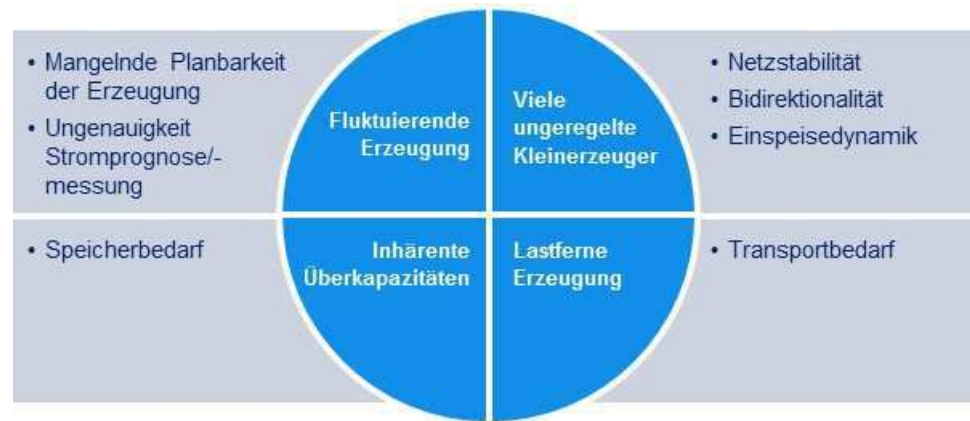 • Mangelnde Planbarkeit
der Erzeugung
• Ungenauigkeit
Stromprognose/-
messung
Fluktuierende
Erzeugung
Viele
ungeregelte
Kleinerzeuger
• Netzstabilität
• Bidirektionalität
• Einspeisedynamik
• Speicherbedarf
Inhärente
Überkapazitäten
Lastferne
Erzeugung
• Transportbedarf